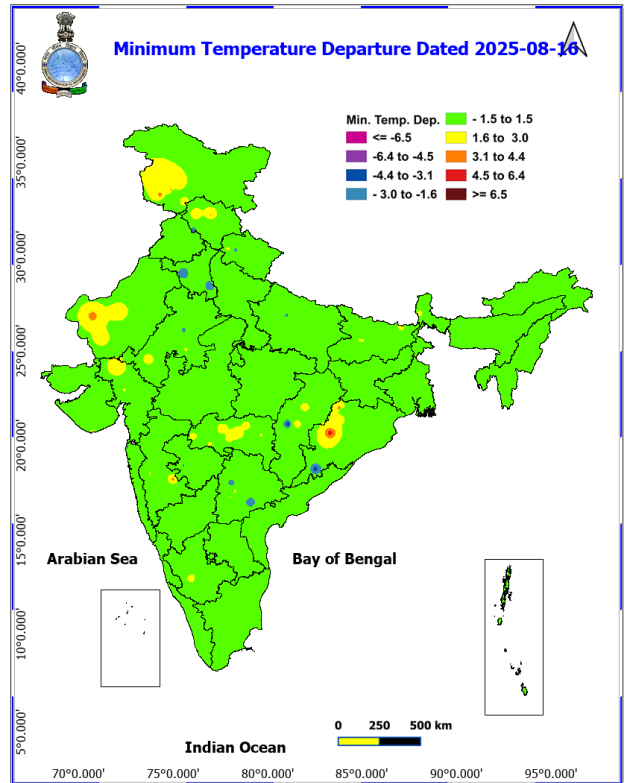 Minimum Temperature Departure Dated 2025-08-16
Min. Temp. Dep.
- 1.5 to 1.5
<= -6.5
1.6 to 3.0
-6.4 to -4.5
3.1 to 4.4
-4.4 to -3.1
4.5 to 6.4
- 3.0 to -1.6
>= 6.5
40°0.000'
35°0.000'
30°0.000'
25°0.000'
20°0.000'
15°0.000'
10°0.000'
5°0.000'
Arabian Sea
Bay of Bengal
Indian Ocean
0 250 500 km
70°0.000' 75°0.000' 80°0.000' 85°0.000' 90°0.000' 95°0.000'